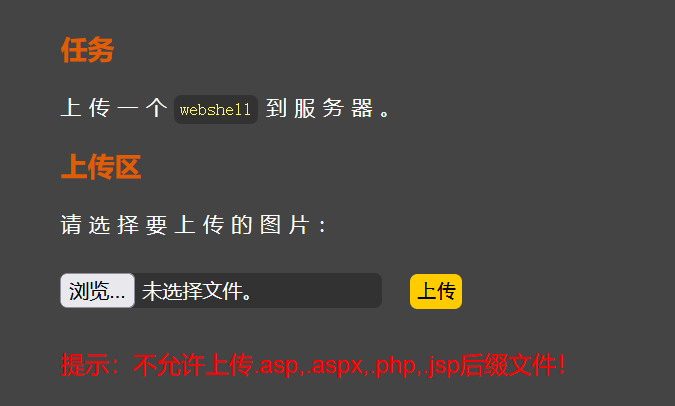 任务
上传一个 webshell 到服务器。
上传区
请选择要上传的图片：
浏览... 未选择文件。 上传
提示：不允许上传.asp,.aspx,.php,.jsp后缀文件！